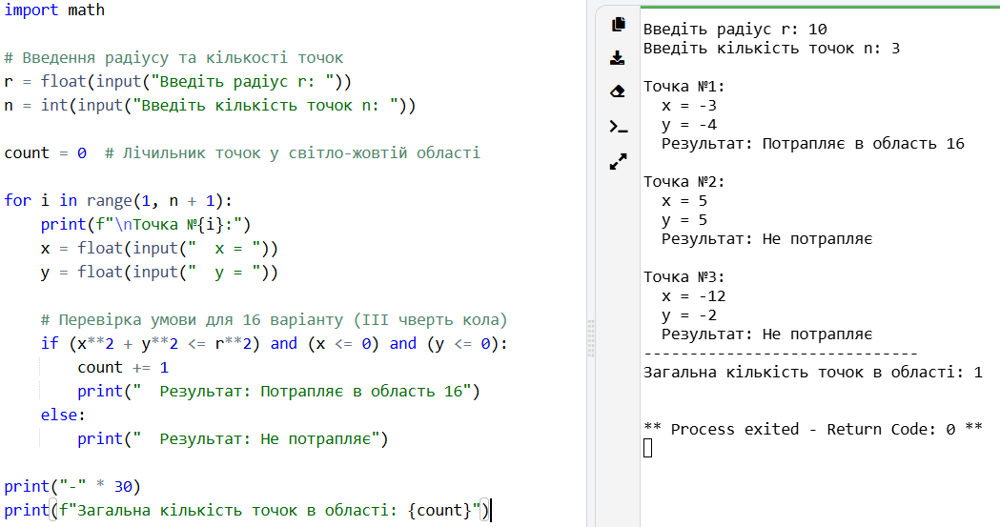 import math

# Введення радіусу та кількості точок
r = float(input("Введіть радіус r: "))
n = int(input("Введіть кількість точок n: "))

count = 0  # Лічильник точок у світло-жовтій області

for i in range(1, n + 1):
    print(f"\nТочка №{i}:")
    x = float(input("  x = "))
    y = float(input("  y = "))

    # Перевірка умови для 16 варіанту (III чверть кола)
    if (x**2 + y**2 <= r**2) and (x <= 0) and (y <= 0):
        count += 1
        print("  Результат: Потрапляє в область 16")
    else:
        print("  Результат: Не потрапляє")

print("-" * 30)
print(f"Загальна кількість точок в області: {count}")

Введіть радіус r: 10
Введіть кількість точок n: 3

Точка №1:
  x = -3
  y = -4
  Результат: Потрапляє в область 16

Точка №2:
  x = 5
  y = 5
  Результат: Не потрапляє

Точка №3:
  x = -12
  y = -2
  Результат: Не потрапляє
------------------------------
Загальна кількість точок в області: 1

** Process exited - Return Code: 0 **